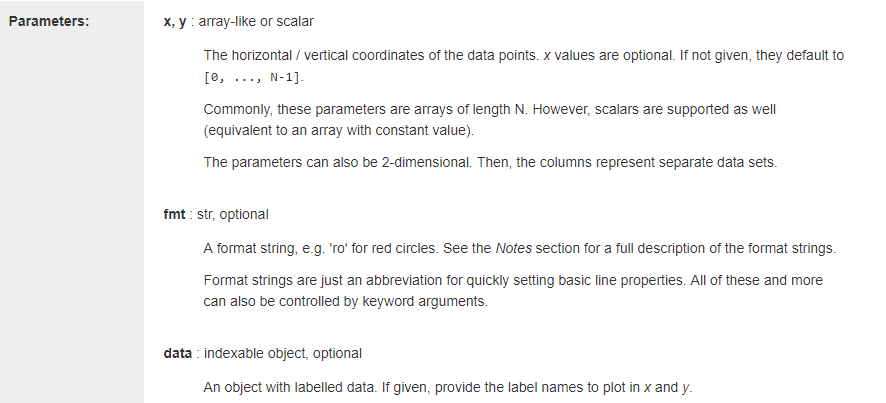 Parameters:
x, y : array-like or scalar
The horizontal / vertical coordinates of the data points. x values are optional. If not given, they default to
[0, ..., N-1].
Commonly, these parameters are arrays of length N. However, scalars are supported as well
(equivalent to an array with constant value).
The parameters can also be 2-dimensional. Then, the columns represent separate data sets.
fmt : str, optional
A format string, e.g. 'ro' for red circles. See the Notes section for a full description of the format strings.
Format strings are just an abbreviation for quickly setting basic line properties. All of these and more
can also be controlled by keyword arguments.
data : indexable object, optional
An object with labelled data. If given, provide the label names to plot in x and y.